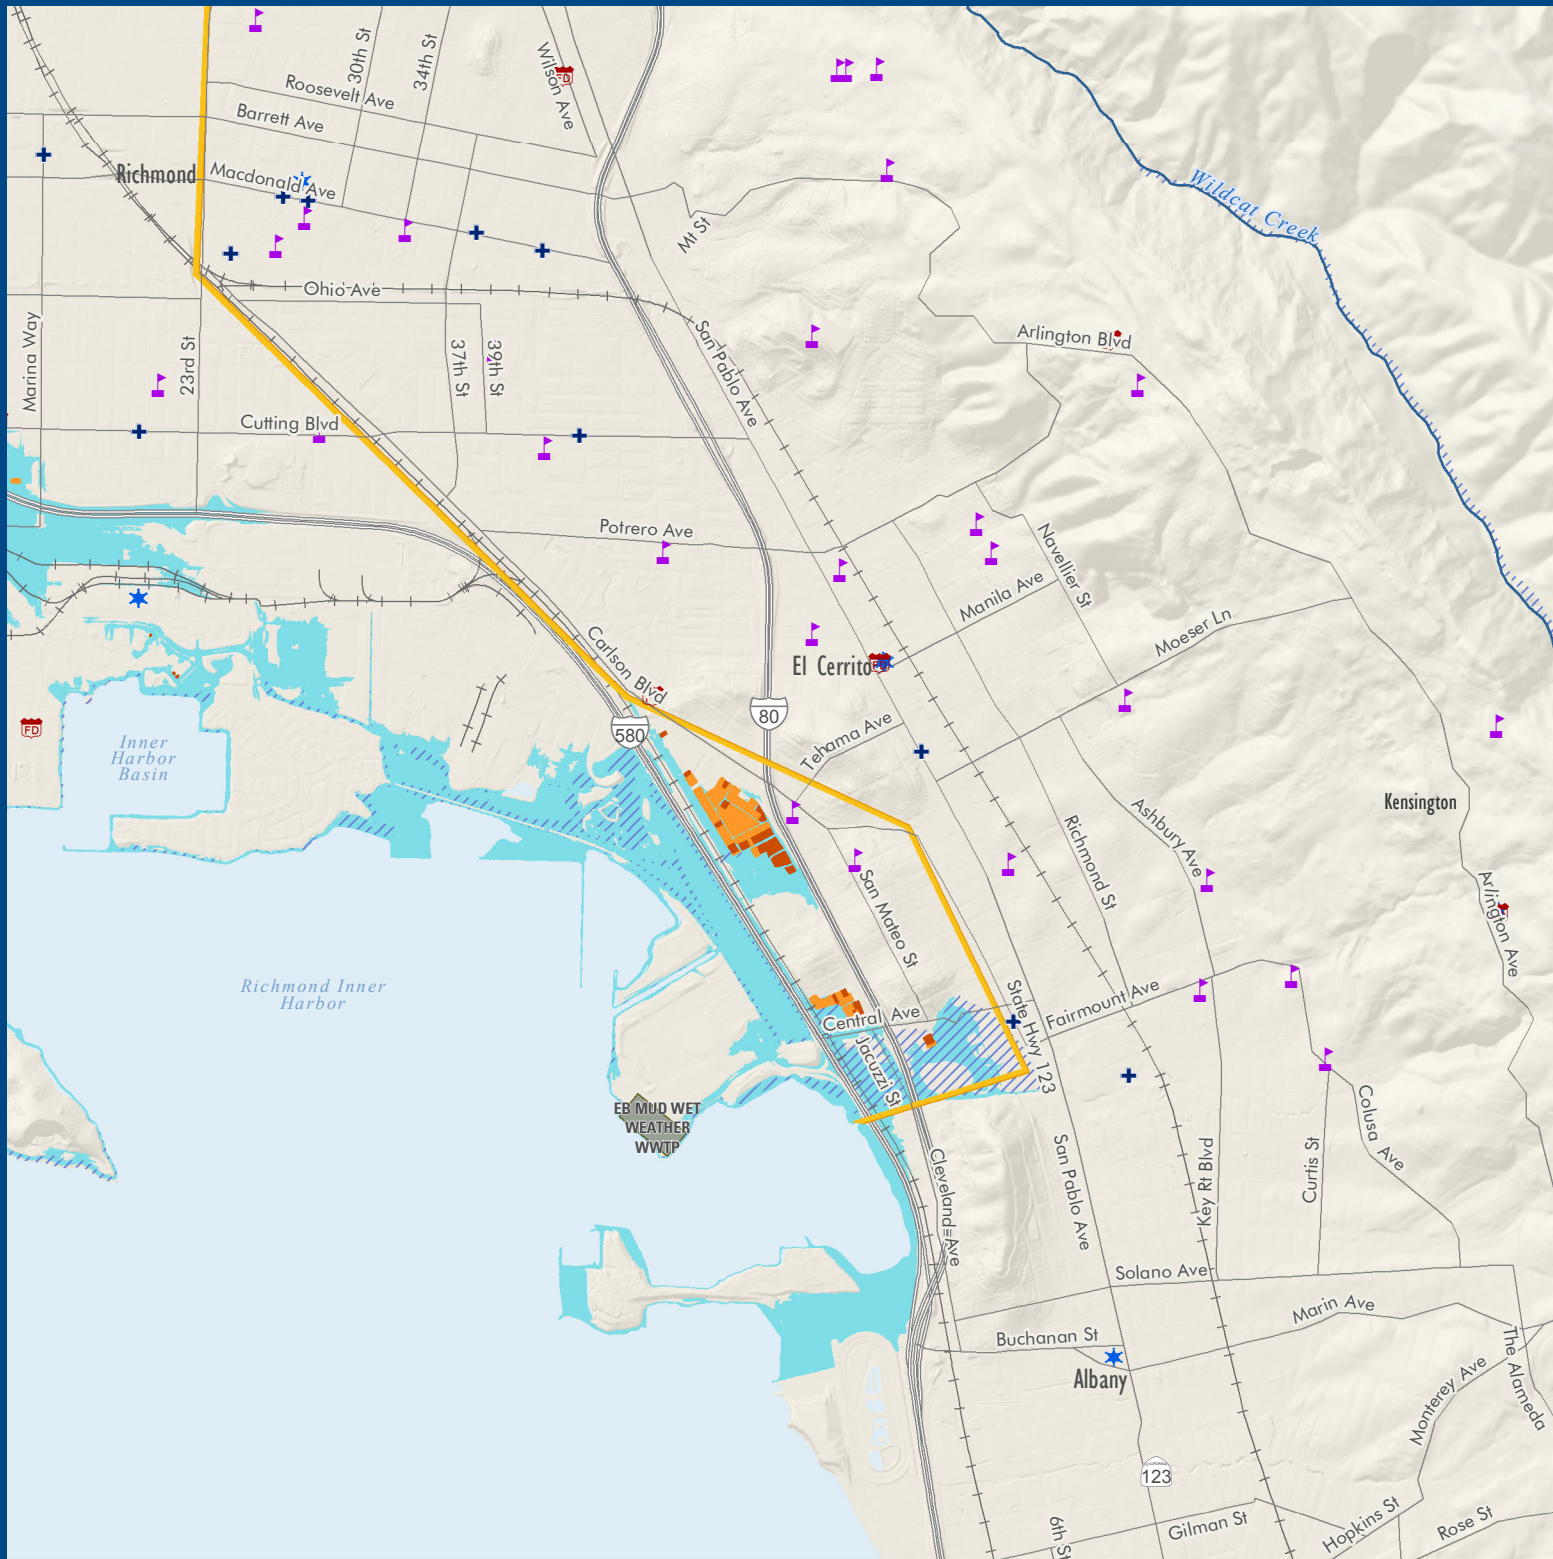 30th St
34th St
Wilson Ave
FD
Roosevelt Ave
Barrett Ave
Richmond
Macdonald Ave
Mt St
Wildcat Creek
Ohio Ave
Marina Way
23rd St
37th St
39th St
San Pablo Ave
Arlington Blvd
Cutting Blvd
Potrero Ave
Navellier St
Manila Ave
Moeser Ln
Carlson Blvd
El Cerrito
FD
Inner
Harbor
Basin
580
80
Tehama Ave
Kensington
Richmond St
Ashbury Ave
San Mateo St
Arlington Ave
Richmond Inner
Harbor
Central Ave
State Hwy 123
Fairmount Ave
Jacuzzi St
EB MUD WET
WEATHER
WWTP
Cleveland Ave
San Pablo Ave
Key Rt Blvd
Curtis St
Colusa Ave
Solano Ave
Marin Ave
Buchanan St
Albany
The Alameda
Monterey Ave
CALIFORNIA
123
6th St
Gilman St
Hopkins St
Rose St